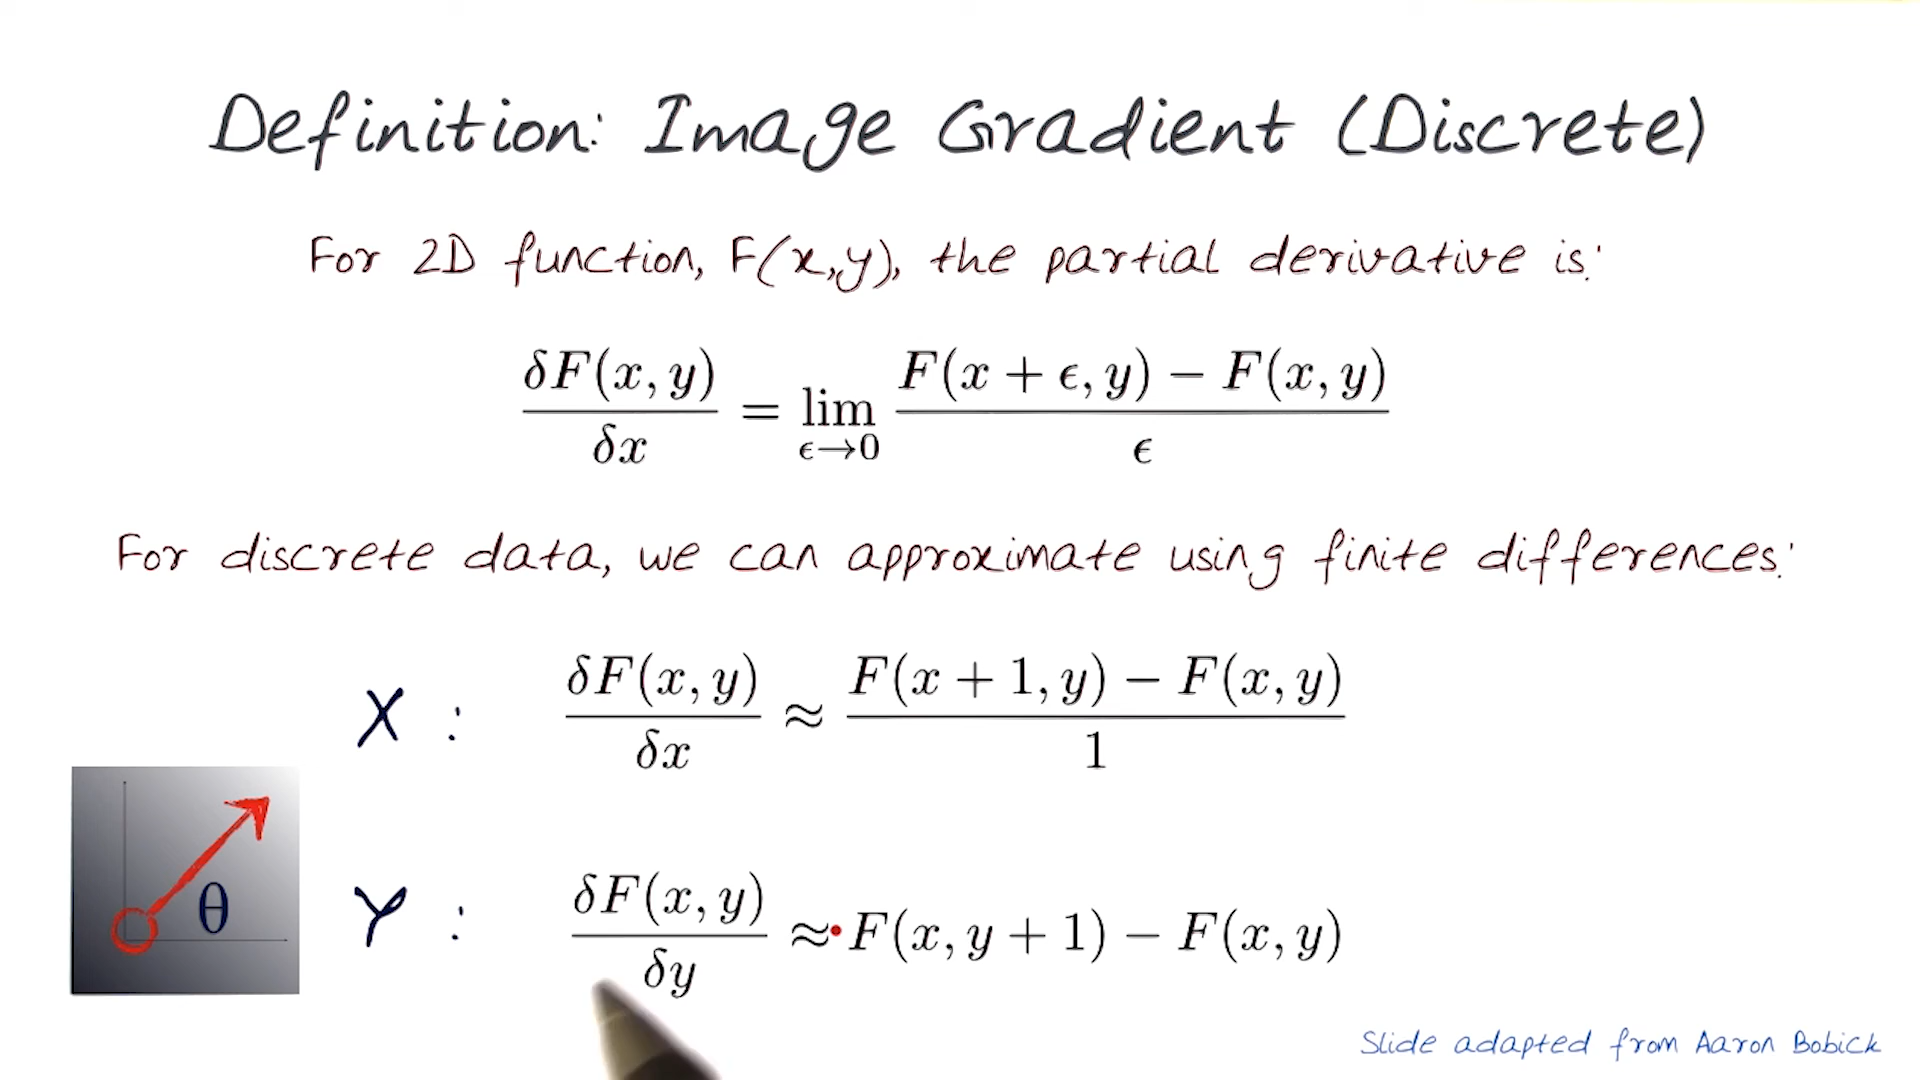 Definition: Image Gradient (Discrete)
For 2D function, F(x,y), the partial derivative is:
δF(x, y) / δx = lim ϵ→0 F(x + ϵ, y) − F(x, y) / ϵ
For discrete data, we can approximate using finite differences:
X : δF(x, y) / δx ≈ F(x + 1, y) − F(x, y) / 1
θ
Y : δF(x, y) / δy ≈ F(x, y + 1) − F(x, y)
Slide adapted from Aaron Bobick